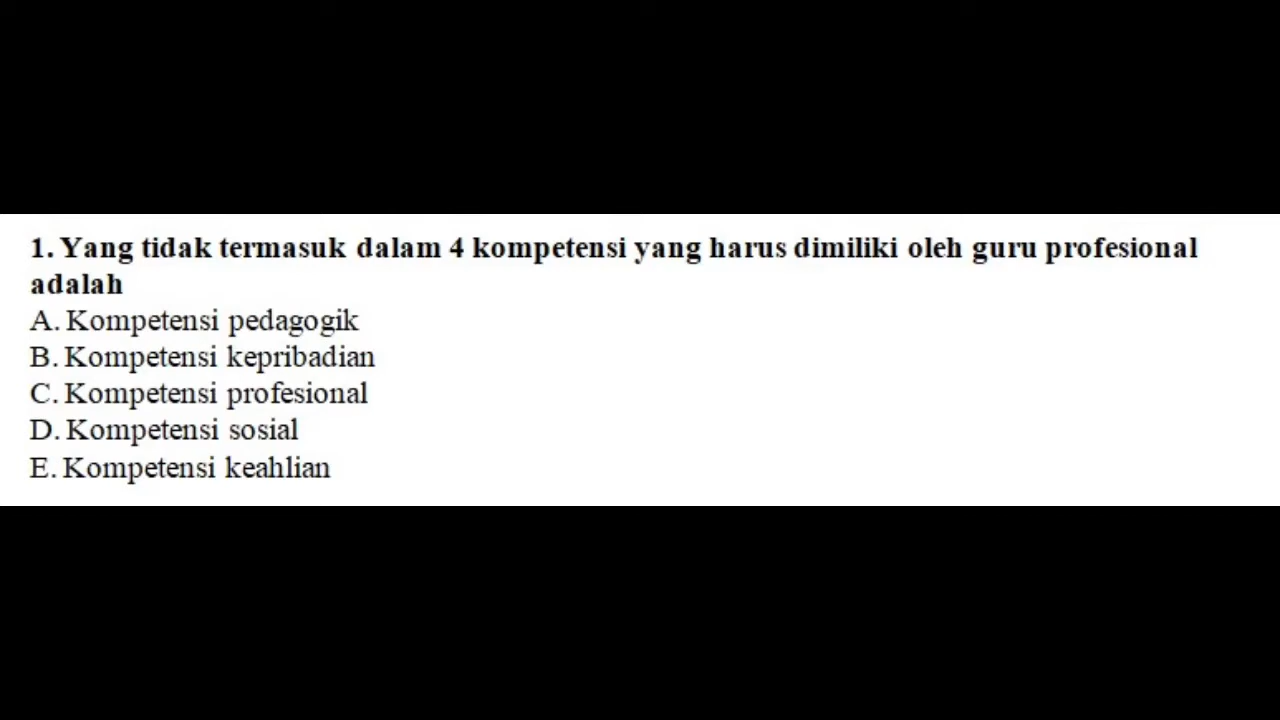 1. Yang tidak termasuk dalam 4 kompetensi yang harus dimiliki oleh guru profesional
adalah
A. Kompetensi pedagogik
B. Kompetensi kepribadian
C. Kompetensi profesional
D. Kompetensi sosial
E. Kompetensi keahlian